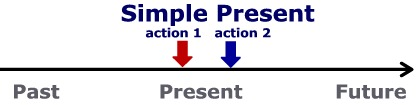 Simple Present
action 1 action 2
Past Present Future